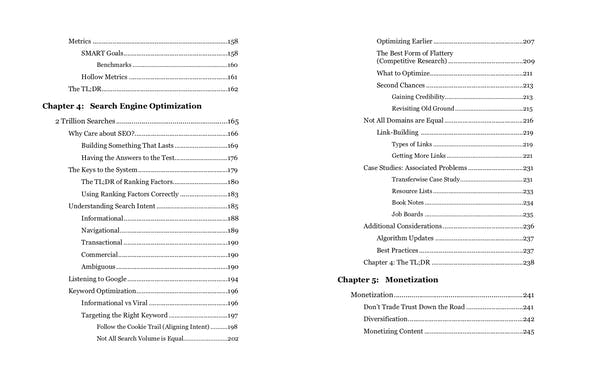 Metrics 158
SMART Goals 158
Benchmarks 160
Hollow Metrics 161
The TL;DR 162
Chapter 4: Search Engine Optimization
2 Trillion Searches 165
Why Care about SEO? 166
Building Something That Lasts 169
Having the Answers to the Test 176
The Keys to the System 179
The TL;DR of Ranking Factors 180
Using Ranking Factors Correctly 183
Understanding Search Intent 185
Informational 188
Navigational 189
Transactional 190
Commercial 190
Ambiguous 190
Listening to Google 194
Keyword Optimization 196
Informational vs Viral 196
Targeting the Right Keyword 197
Follow the Cookie Trail (Aligning Intent) 198
Not All Search Volume is Equal 202
Optimizing Earlier 207
The Best Form of Flattery
(Competitive Research) 209
What to Optimize 211
Second Chances 213
Gaining Credibility 213
Revisiting Old Ground 215
Not All Domains are Equal 216
Link-Building 219
Types of Links 219
Getting More Links 221
Case Studies: Associated Problems 231
Transferwise Case Study 231
Resource Lists 233
Book Notes 234
Job Boards 235
Additional Considerations 236
Algorithm Updates 237
Best Practices 237
Chapter 4: The TL;DR 238
Chapter 5: Monetization
Monetization 241
Don't Trade Trust Down the Road 241
Diversification 242
Monetizing Content 245